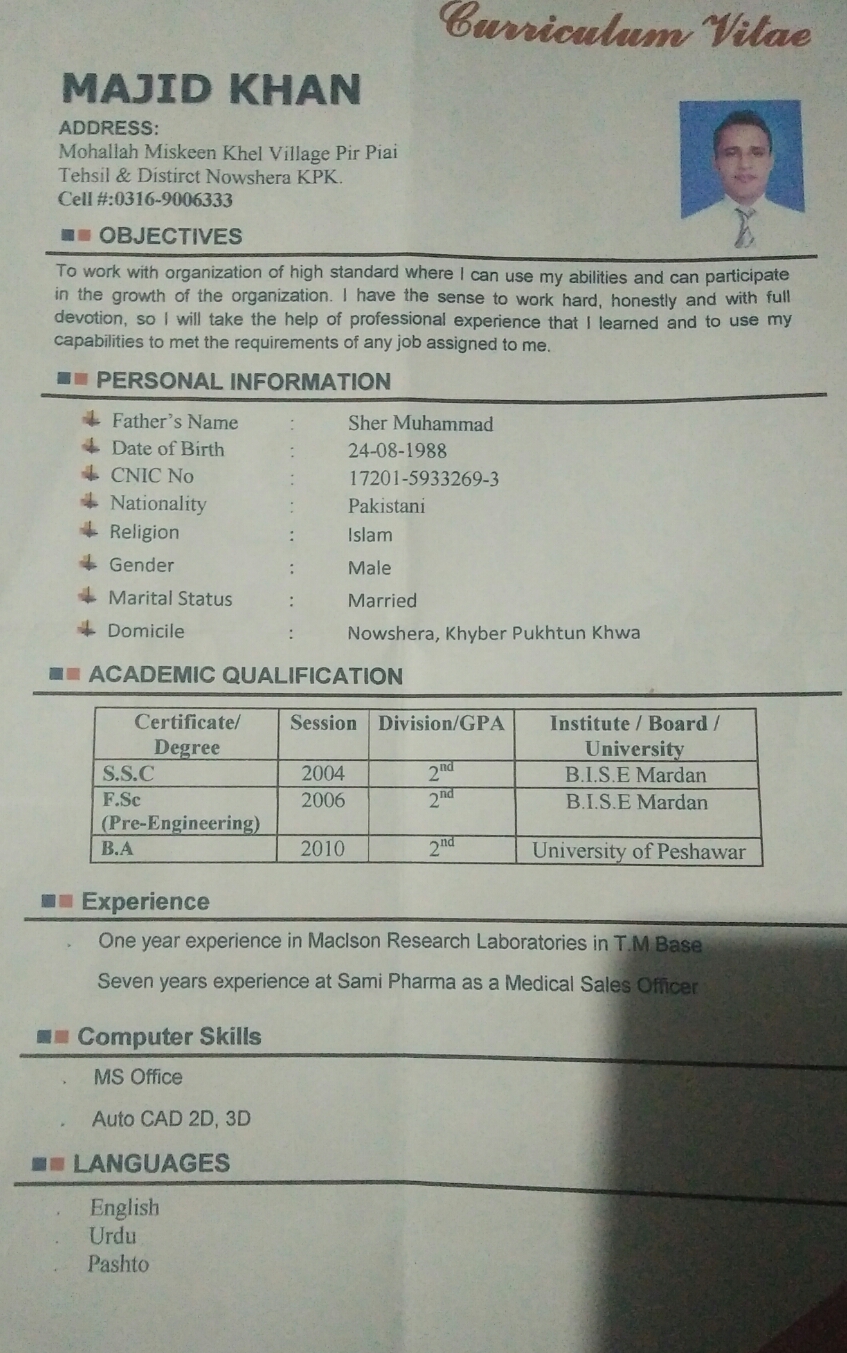 Curriculum Vitae
MAJID KHAN
ADDRESS:
Mohallah Miskeen Khel Village Pir Piai
Tehsil & Distirct Nowshera KPK.
Cell #:0316-9006333
OBJECTIVES
To work with organization of high standard where I can use my abilities and can participate
in the growth of the organization. I have the sense to work hard, honestly and with full
devotion, so I will take the help of professional experience that I learned and to use my
capabilities to met the requirements of any job assigned to me.
PERSONAL INFORMATION
Father's Name : Sher Muhammad
Date of Birth : 24-08-1988
CNIC No : 17201-5933269-3
Nationality : Pakistani
Religion : Islam
Gender : Male
Marital Status : Married
Domicile : Nowshera, Khyber Pukhtun Khwa
ACADEMIC QUALIFICATION
Certificate/ Session Division/GPA Institute / Board /
Degree University
S.S.C 2004 2nd B.I.S.E Mardan
F.Sc 2006 2nd B.I.S.E Mardan
(Pre-Engineering)
B.A 2010 2nd University of Peshawar
Experience
. One year experience in Maclson Research Laboratories in T.M Base
Seven years experience at Sami Pharma as a Medical Sales Officer
Computer Skills
. MS Office
. Auto CAD 2D, 3D
LANGUAGES
. English
. Urdu
. Pashto